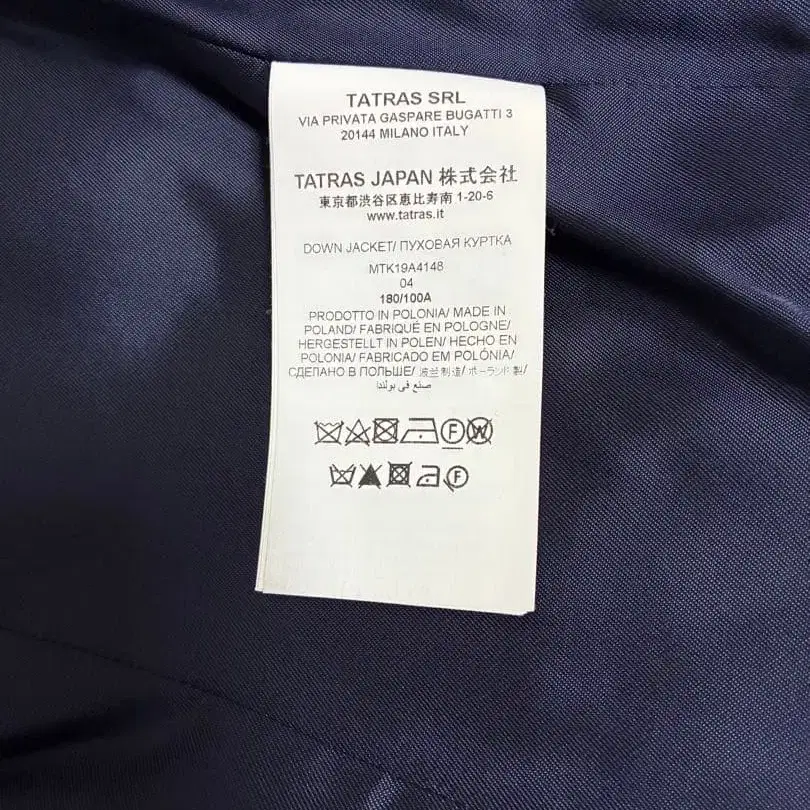 TATRAS SRL
VIA PRIVATA GASPARE BUGATTI 3
20144 MILANO ITALY
TATRAS JAPAN 株式会社
東京都渋谷区恵比寿南 1-20-6
www.tatras.it
DOWN JACKET/ ПУХОВАЯ КУРТКА
MTK19A4148
04
180/100A
PRODOTTO IN POLONIA/ MADE IN
POLAND/ FABRIQUÉ EN POLOGNE/
HERGESTELLT IN POLEN/ HECHO EN
POLONIA/ FABRICADO EM POLÔNIA/
СДЕЛАНО В ПОЛЬШЕ/ 波兰制造/ ポーランド製/
صنع في بولندا
F W
F